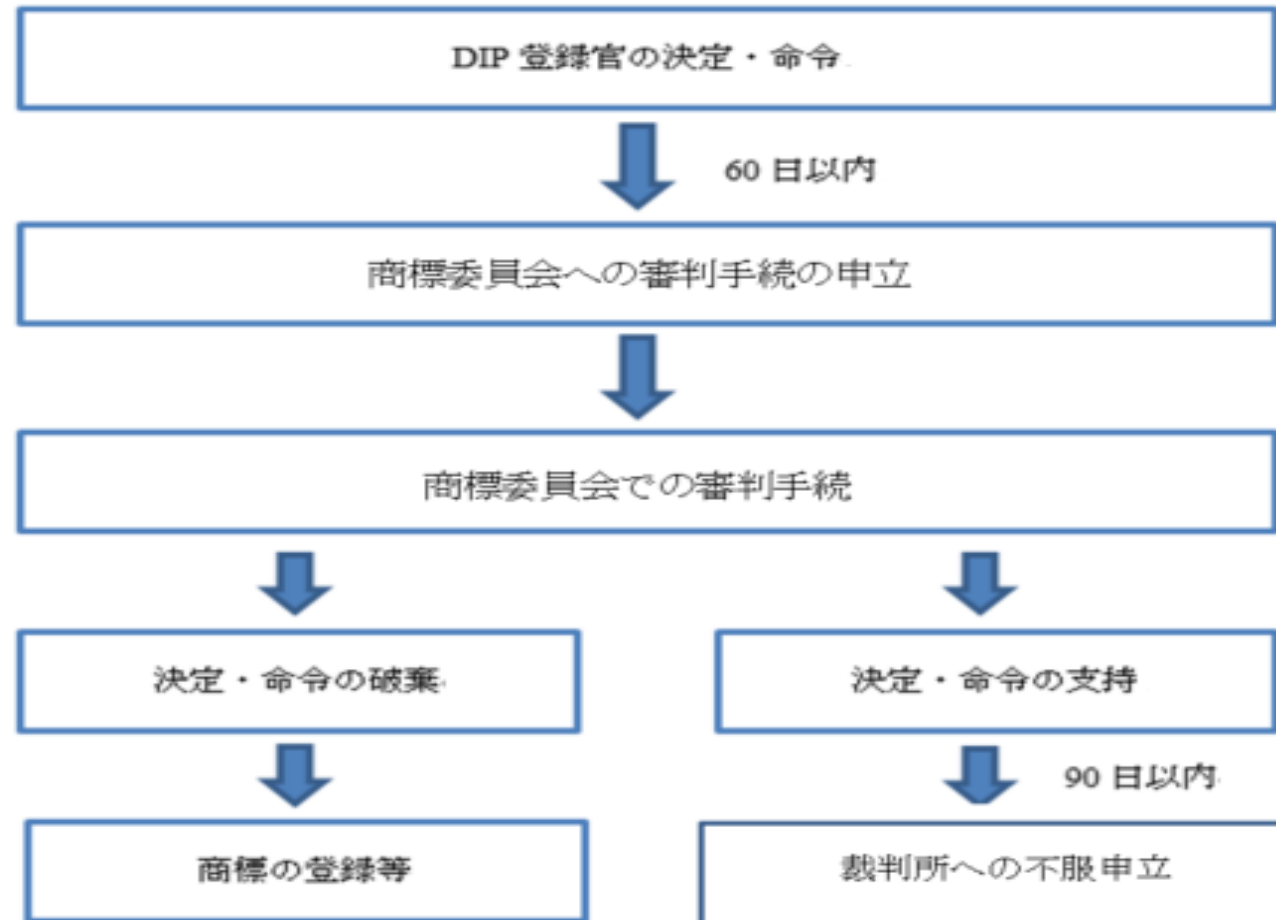 DIP 登録官の決定・命令
60 日以内
商標委員会への審判手続の申立
商標委員会での審判手続
決定・命令の破棄
決定・命令の支持
90 日以内
商標の登録等
裁判所への不服申立